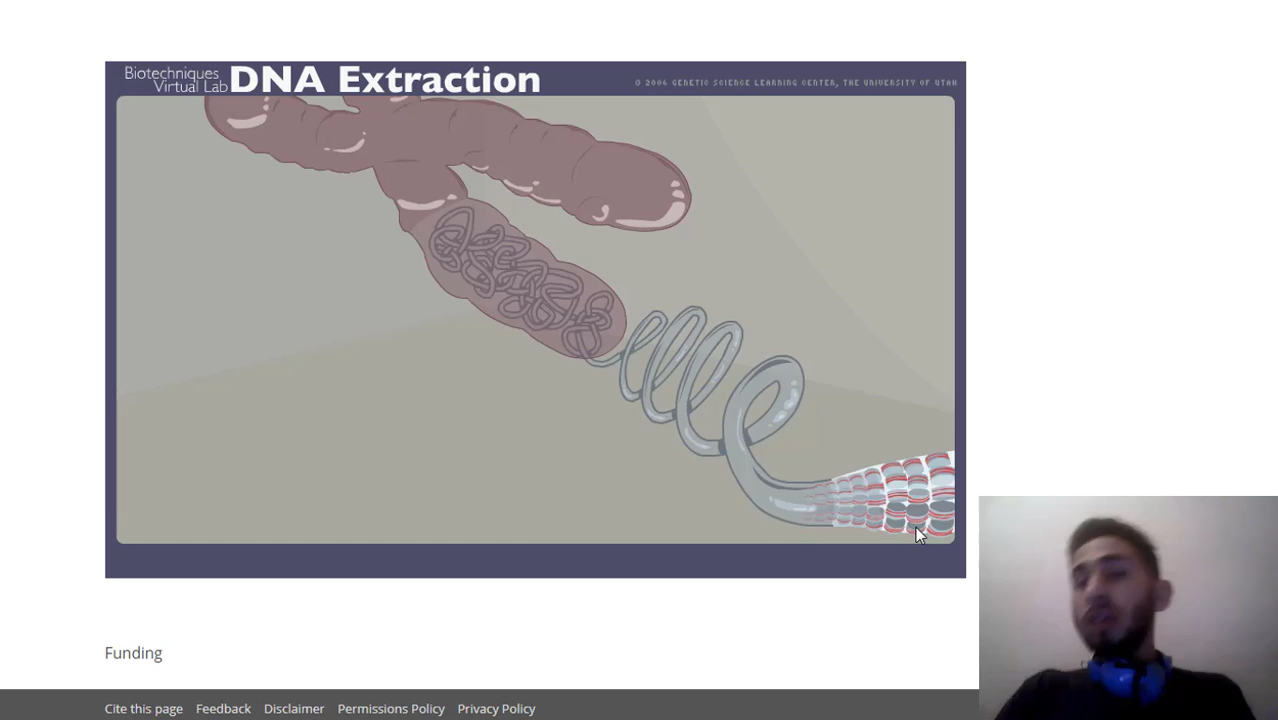 Biotechniques
Virtual Lab
DNA Extraction
© 2006 GENETIC SCIENCE LEARNING CENTER, THE UNIVERSITY OF UTAH
Funding
Cite this page Feedback Disclaimer Permissions Policy Privacy Policy